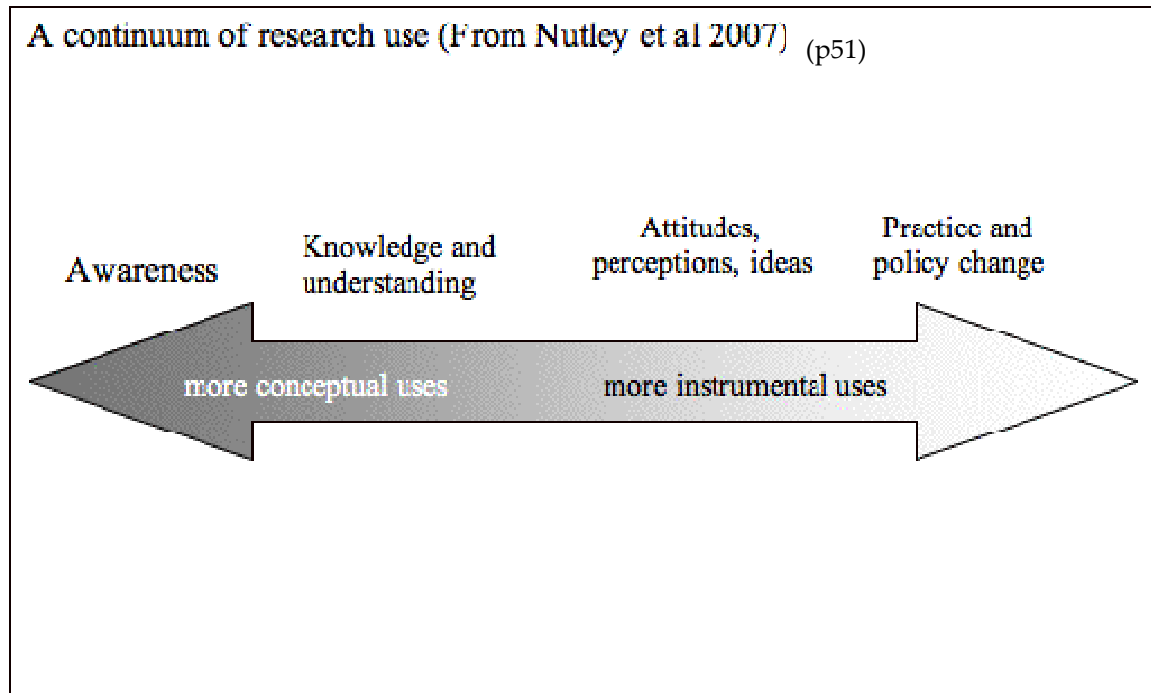 A continuum of research use (From Nutley et al 2007) (p51)
Awareness
Knowledge and
understanding
Attitudes,
perceptions, ideas
Practice and
policy change
more conceptual uses
more instrumental uses